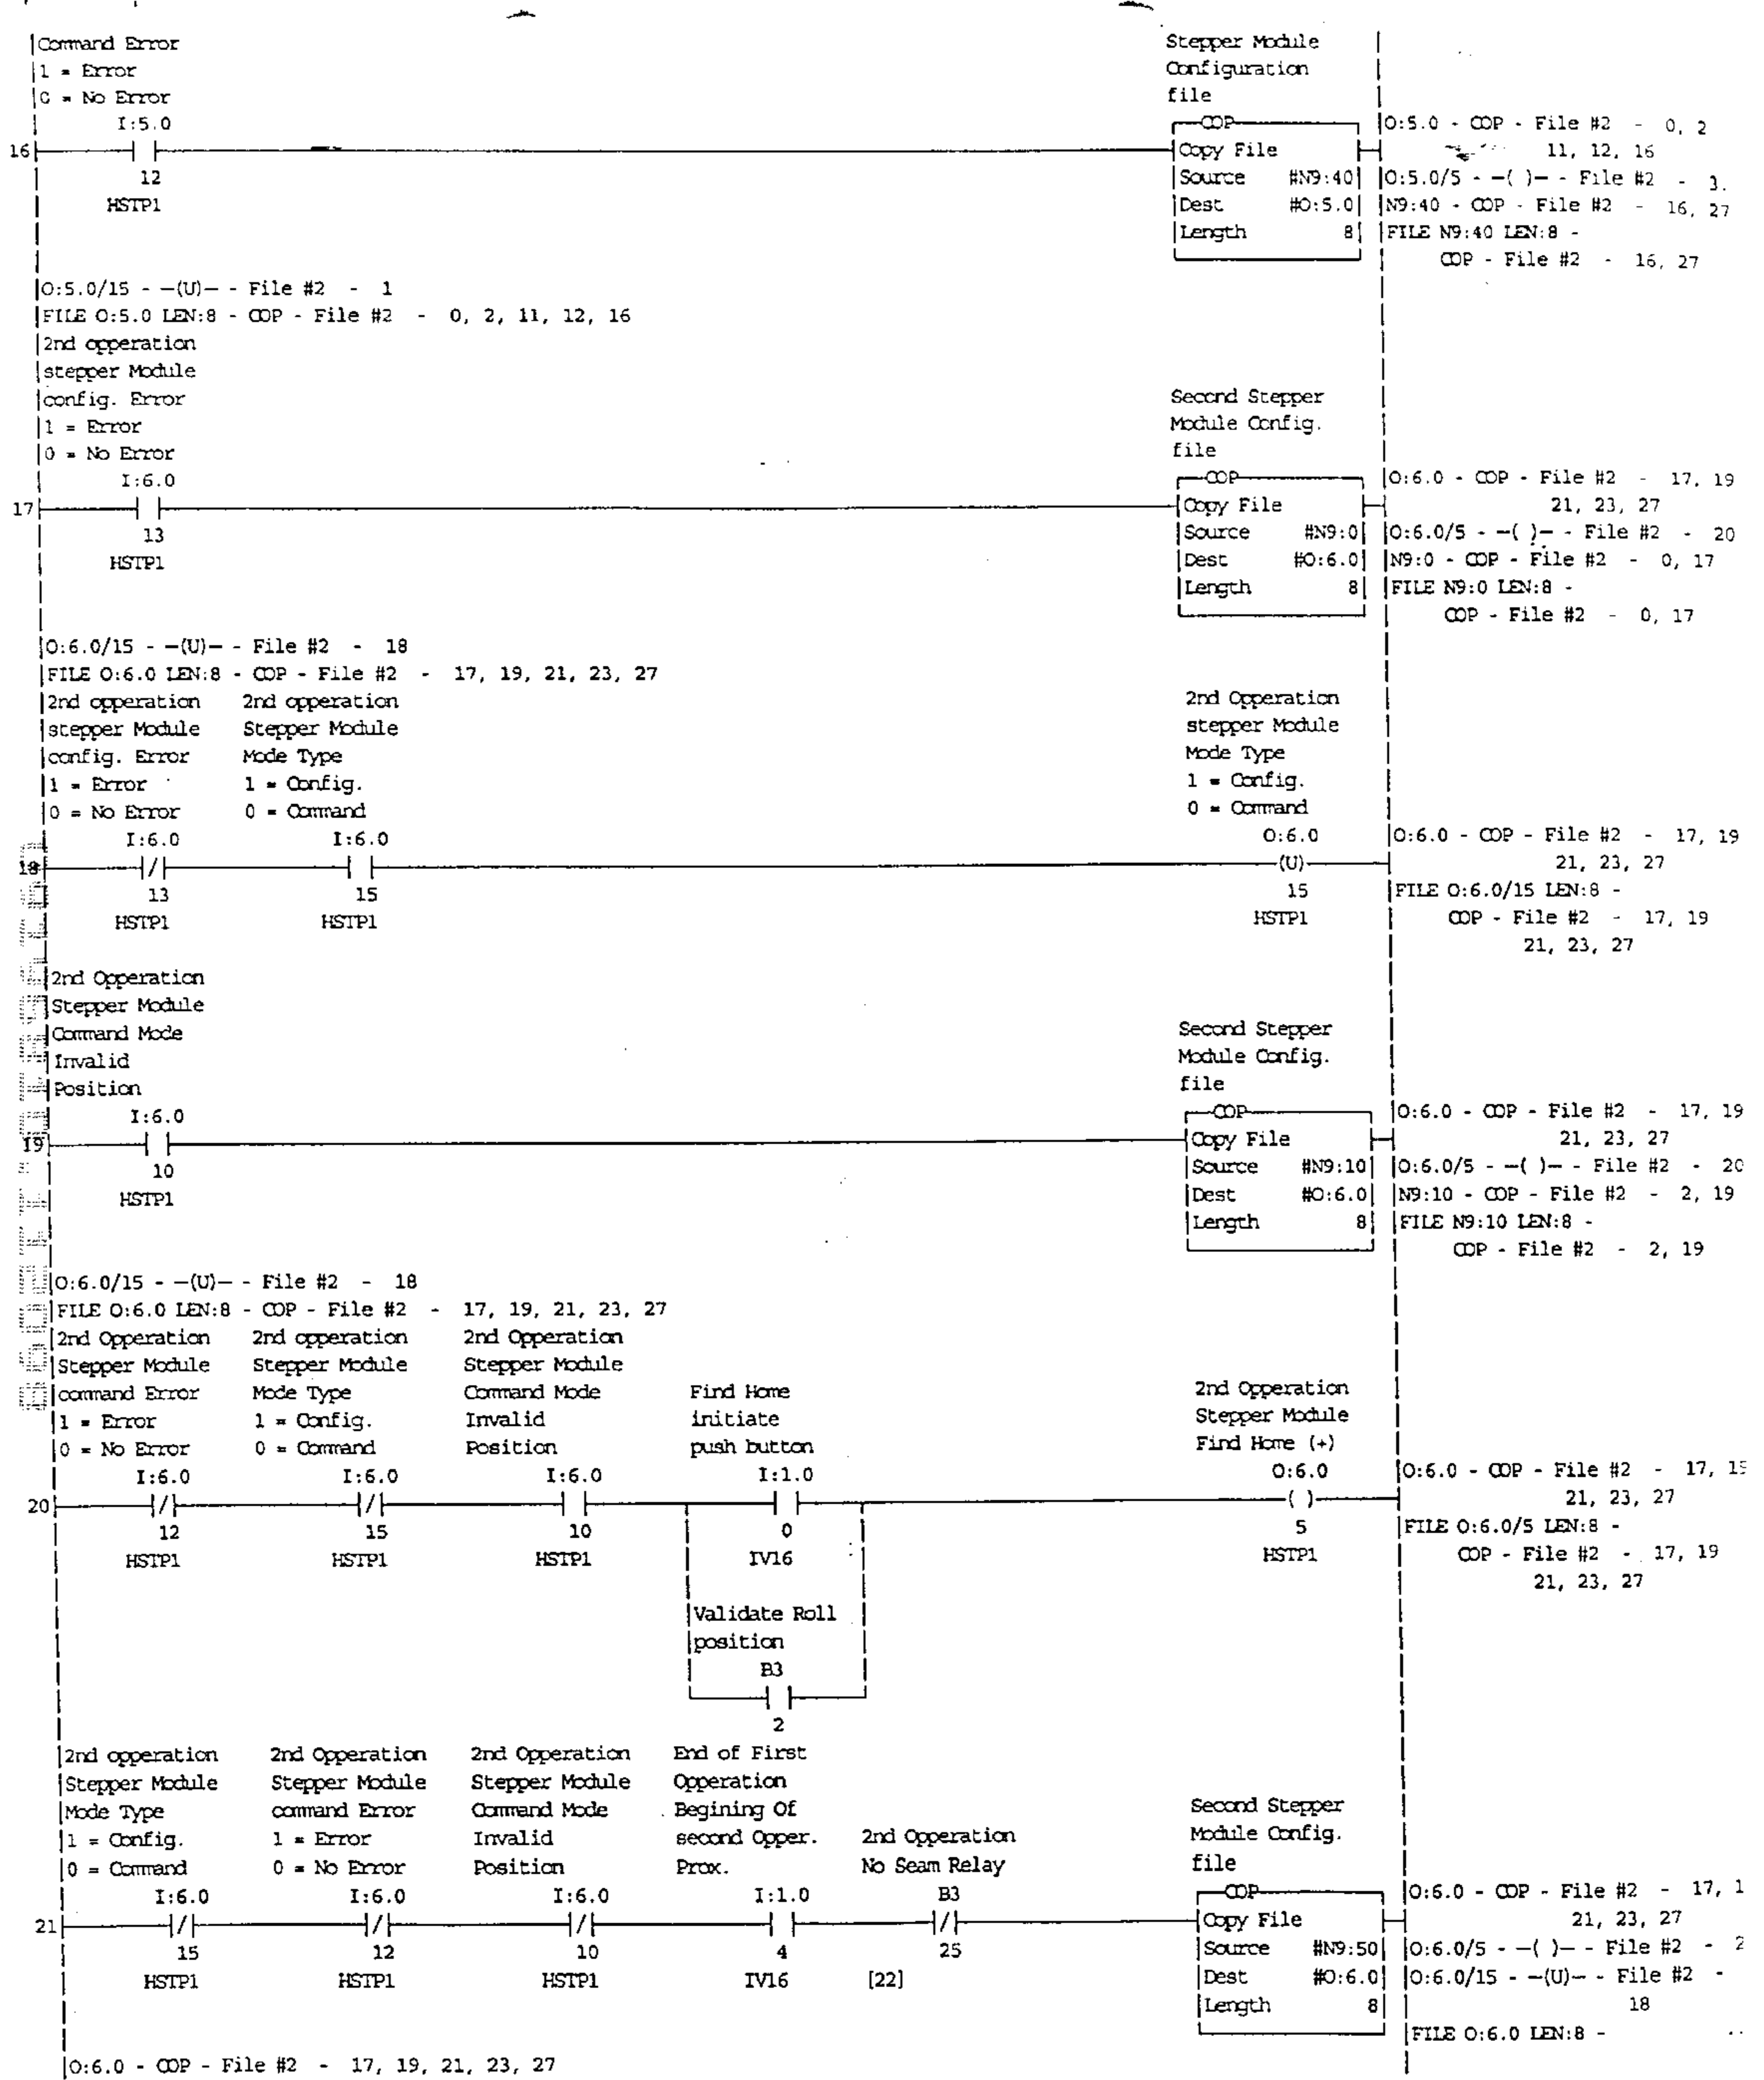 Command Error
1 = Error
0 = No Error
I:5.0
16
12
HSTP1
Stepper Module
Configuration
file
COP
Copy File
Source #N9:40
Dest #O:5.0
Length 8
O:5.0 - COP - File #2 - 0, 2
11, 12, 16
O:5.0/5 - -( )- - File #2 - 3.
N9:40 - COP - File #2 - 16, 27
FILE N9:40 LEN:8 -
COP - File #2 - 16, 27
O:5.0/15 - -(U)- - File #2 - 1
FILE O:5.0 LEN:8 - COP - File #2 - 0, 2, 11, 12, 16
2nd opperation
stepper Module
config. Error
1 = Error
0 = No Error
I:6.0
17
13
HSTP1
Second Stepper
Module Config.
file
COP
Copy File
Source #N9:0
Dest #O:6.0
Length 8
O:6.0 - COP - File #2 - 17, 19
21, 23, 27
O:6.0/5 - -( )- - File #2 - 20
N9:0 - COP - File #2 - 0, 17
FILE N9:0 LEN:8 -
COP - File #2 - 0, 17
O:6.0/15 - -(U)- - File #2 - 18
FILE O:6.0 LEN:8 - COP - File #2 - 17, 19, 21, 23, 27
2nd opperation 2nd opperation
stepper Module Stepper Module
config. Error Mode Type
1 = Error 1 = Config.
0 = No Error 0 = Command
I:6.0 I:6.0
18
13 15
HSTP1 HSTP1
2nd Opperation
stepper Module
Mode Type
1 = Config.
0 = Command
O:6.0
(U)
15
HSTP1
O:6.0 - COP - File #2 - 17, 19
21, 23, 27
FILE O:6.0/15 LEN:8 -
COP - File #2 - 17, 19
21, 23, 27
2nd Opperation
Stepper Module
Command Mode
Invalid
Position
I:6.0
19
10
HSTP1
Second Stepper
Module Config.
file
COP
Copy File
Source #N9:10
Dest #O:6.0
Length 8
O:6.0 - COP - File #2 - 17, 19
21, 23, 27
O:6.0/5 - -( )- - File #2 - 20
N9:10 - COP - File #2 - 2, 19
FILE N9:10 LEN:8 -
COP - File #2 - 2, 19
O:6.0/15 - -(U)- - File #2 - 18
FILE O:6.0 LEN:8 - COP - File #2 - 17, 19, 21, 23, 27
2nd Opperation 2nd opperation 2nd Opperation
Stepper Module Stepper Module Stepper Module
command Error Mode Type Command Mode Find Home
1 = Error 1 = Config. Invalid initiate
0 = No Error 0 = Command Position push button
I:6.0 I:6.0 I:6.0 I:1.0
20
12 15 10 0
HSTP1 HSTP1 HSTP1 IV16
Validate Roll
position
B3
2
2nd Opperation
Stepper Module
Find Home (+)
O:6.0
( )
5
HSTP1
O:6.0 - COP - File #2 - 17, 19
21, 23, 27
FILE O:6.0/5 LEN:8 -
COP - File #2 - 17, 19
21, 23, 27
2nd opperation 2nd Opperation 2nd Opperation End of First
Stepper Module Stepper Module Stepper Module Opperation
Mode Type command Error Command Mode Begining Of
1 = Config. 1 = Error Invalid second Opper. 2nd Opperation
0 = Command 0 = No Error Position Prox. No Seam Relay
I:6.0 I:6.0 I:6.0 I:1.0 B3
21
15 12 10 4 25
HSTP1 HSTP1 HSTP1 IV16 [22]
Second Stepper
Module Config.
file
COP
Copy File
Source #N9:50
Dest #O:6.0
Length 8
O:6.0 - COP - File #2 - 17, 1
21, 23, 27
O:6.0/5 - -( )- - File #2 - 2
O:6.0/15 - -(U)- - File #2 -
18
FILE O:6.0 LEN:8 -
O:6.0 - COP - File #2 - 17, 19, 21, 23, 27